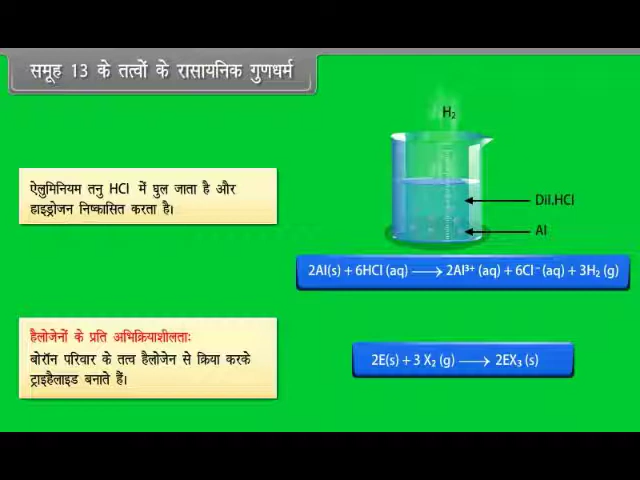 समूह 13 के तत्वों के रासायनिक गुणधर्म
H₂
ऐलुमिनियम तनु HCl में घुल जाता है और
हाइड्रोजन निष्कासित करता है।
Dil.HCl
Al
2Al(s) + 6HCl (aq) ⟶ 2Al³⁺ (aq) + 6Cl⁻ (aq) + 3H₂ (g)
हैलोजेनों के प्रति अभिक्रियाशीलताः
बोरॉन परिवार के तत्व हैलोजेन से क्रिया करके
ट्राइहैलाइड बनाते हैं।
2E(s) + 3 X₂ (g) ⟶ 2EX₃ (s)